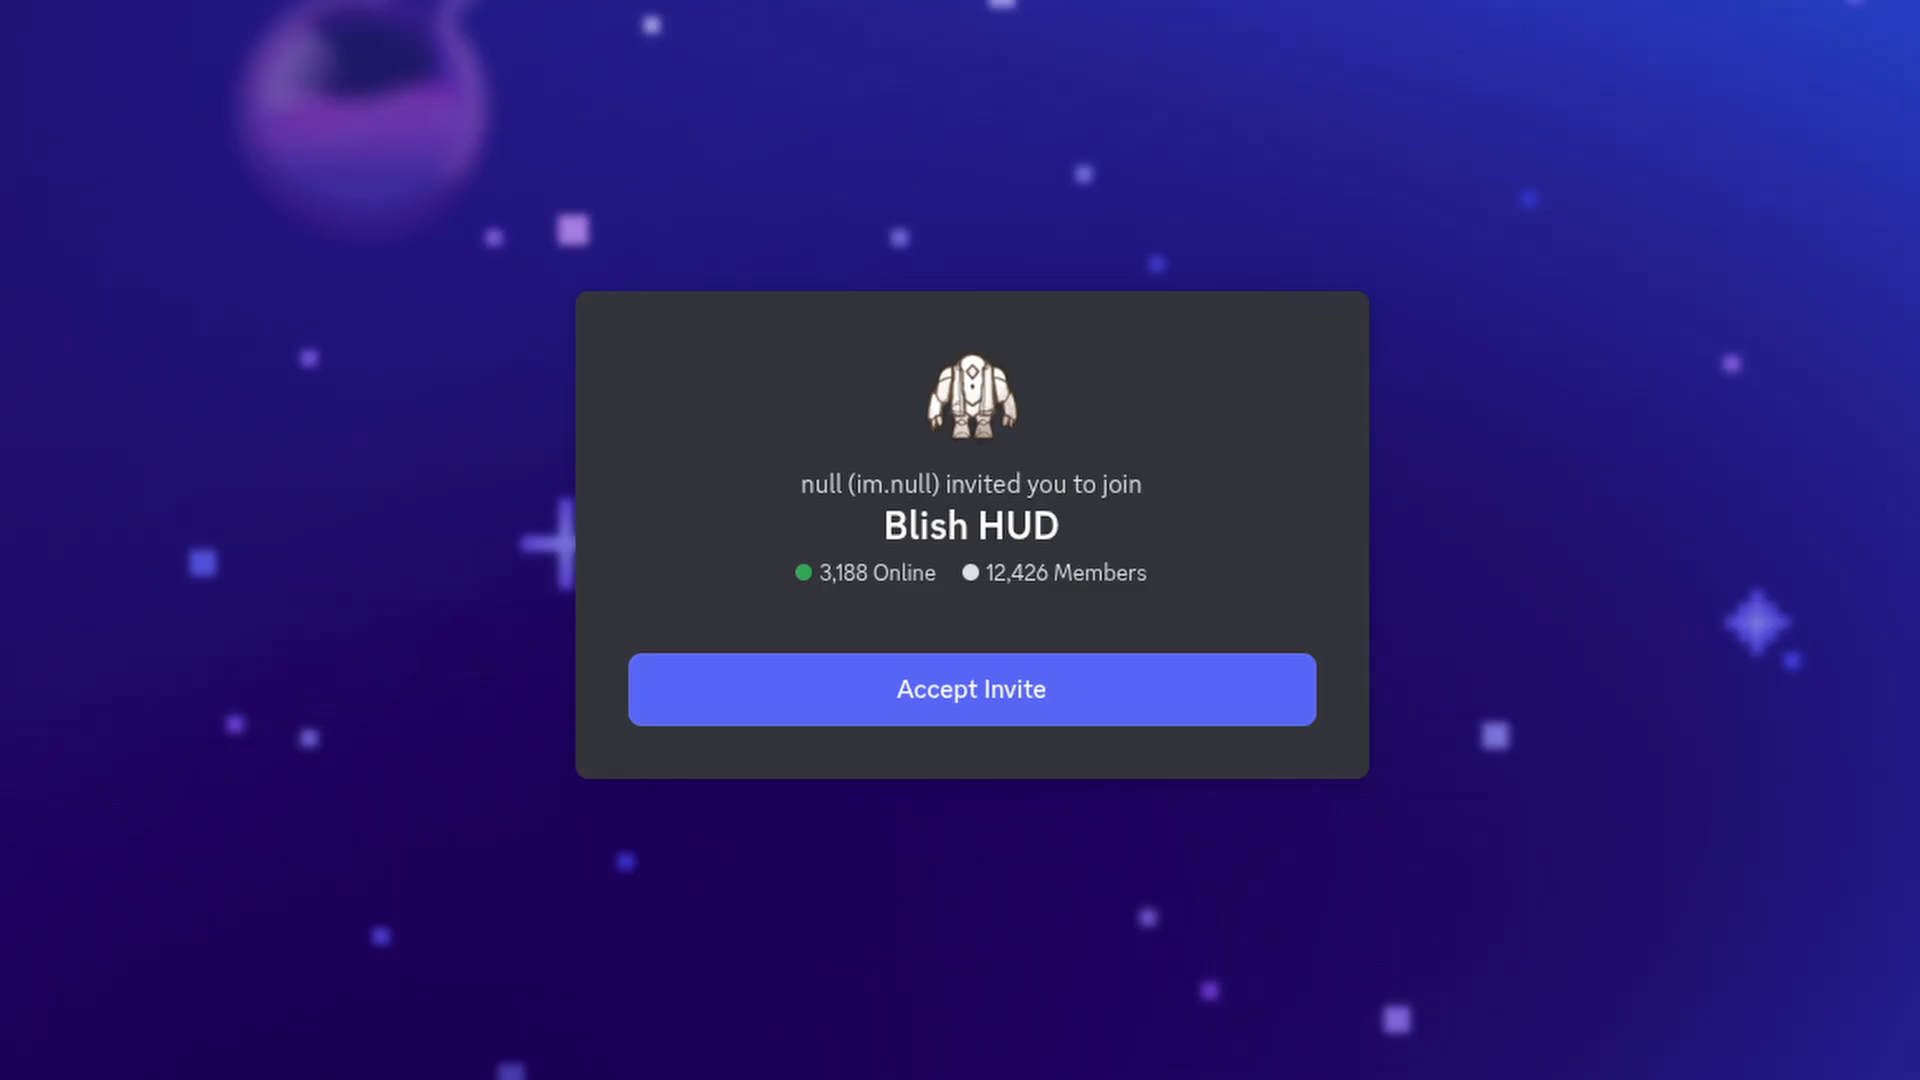 null (im.null) invited you to join
Blish HUD
3,188 Online 12,426 Members
Accept Invite